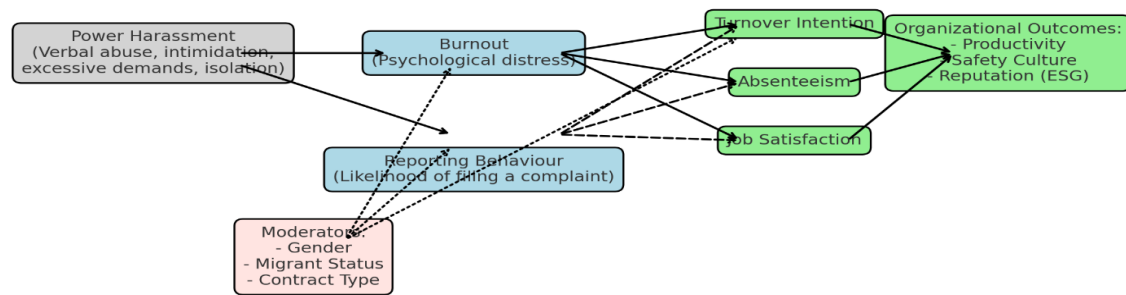 Power Harassment
(Verbal abuse, intimidation,
excessive demands, isolation)
Burnout
(Psychological distress)
Reporting Behaviour
(Likelihood of filing a complaint)
Moderators:
- Gender
- Migrant Status
- Contract Type
Turnover Intention
Absenteeism
Job Satisfaction
Organizational Outcomes:
- Productivity
- Safety Culture
- Reputation (ESG)